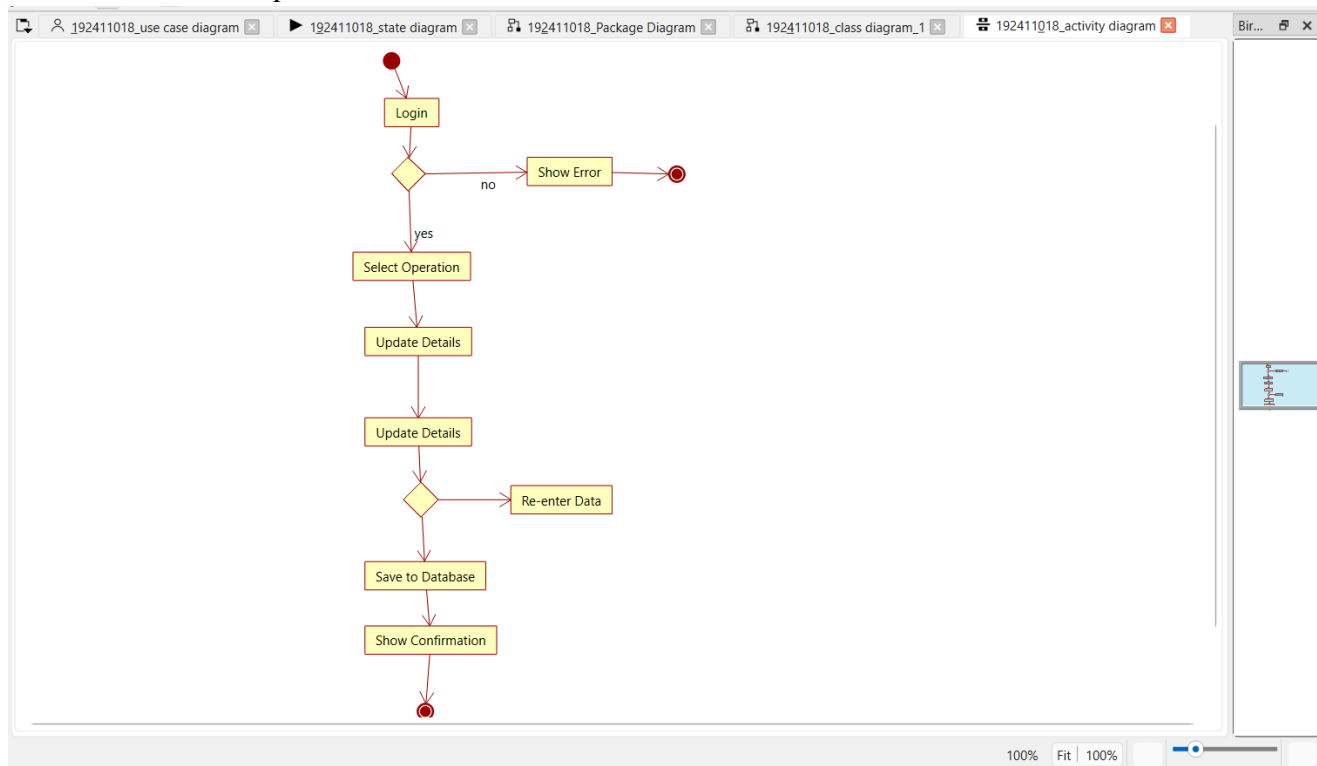 192411018_use case diagram
192411018_state diagram
192411018_Package Diagram
192411018_class diagram_1
192411018_activity diagram
Bir...
Login
no
Show Error
yes
Select Operation
Update Details
Update Details
Re-enter Data
Save to Database
Show Confirmation
100% Fit 100%